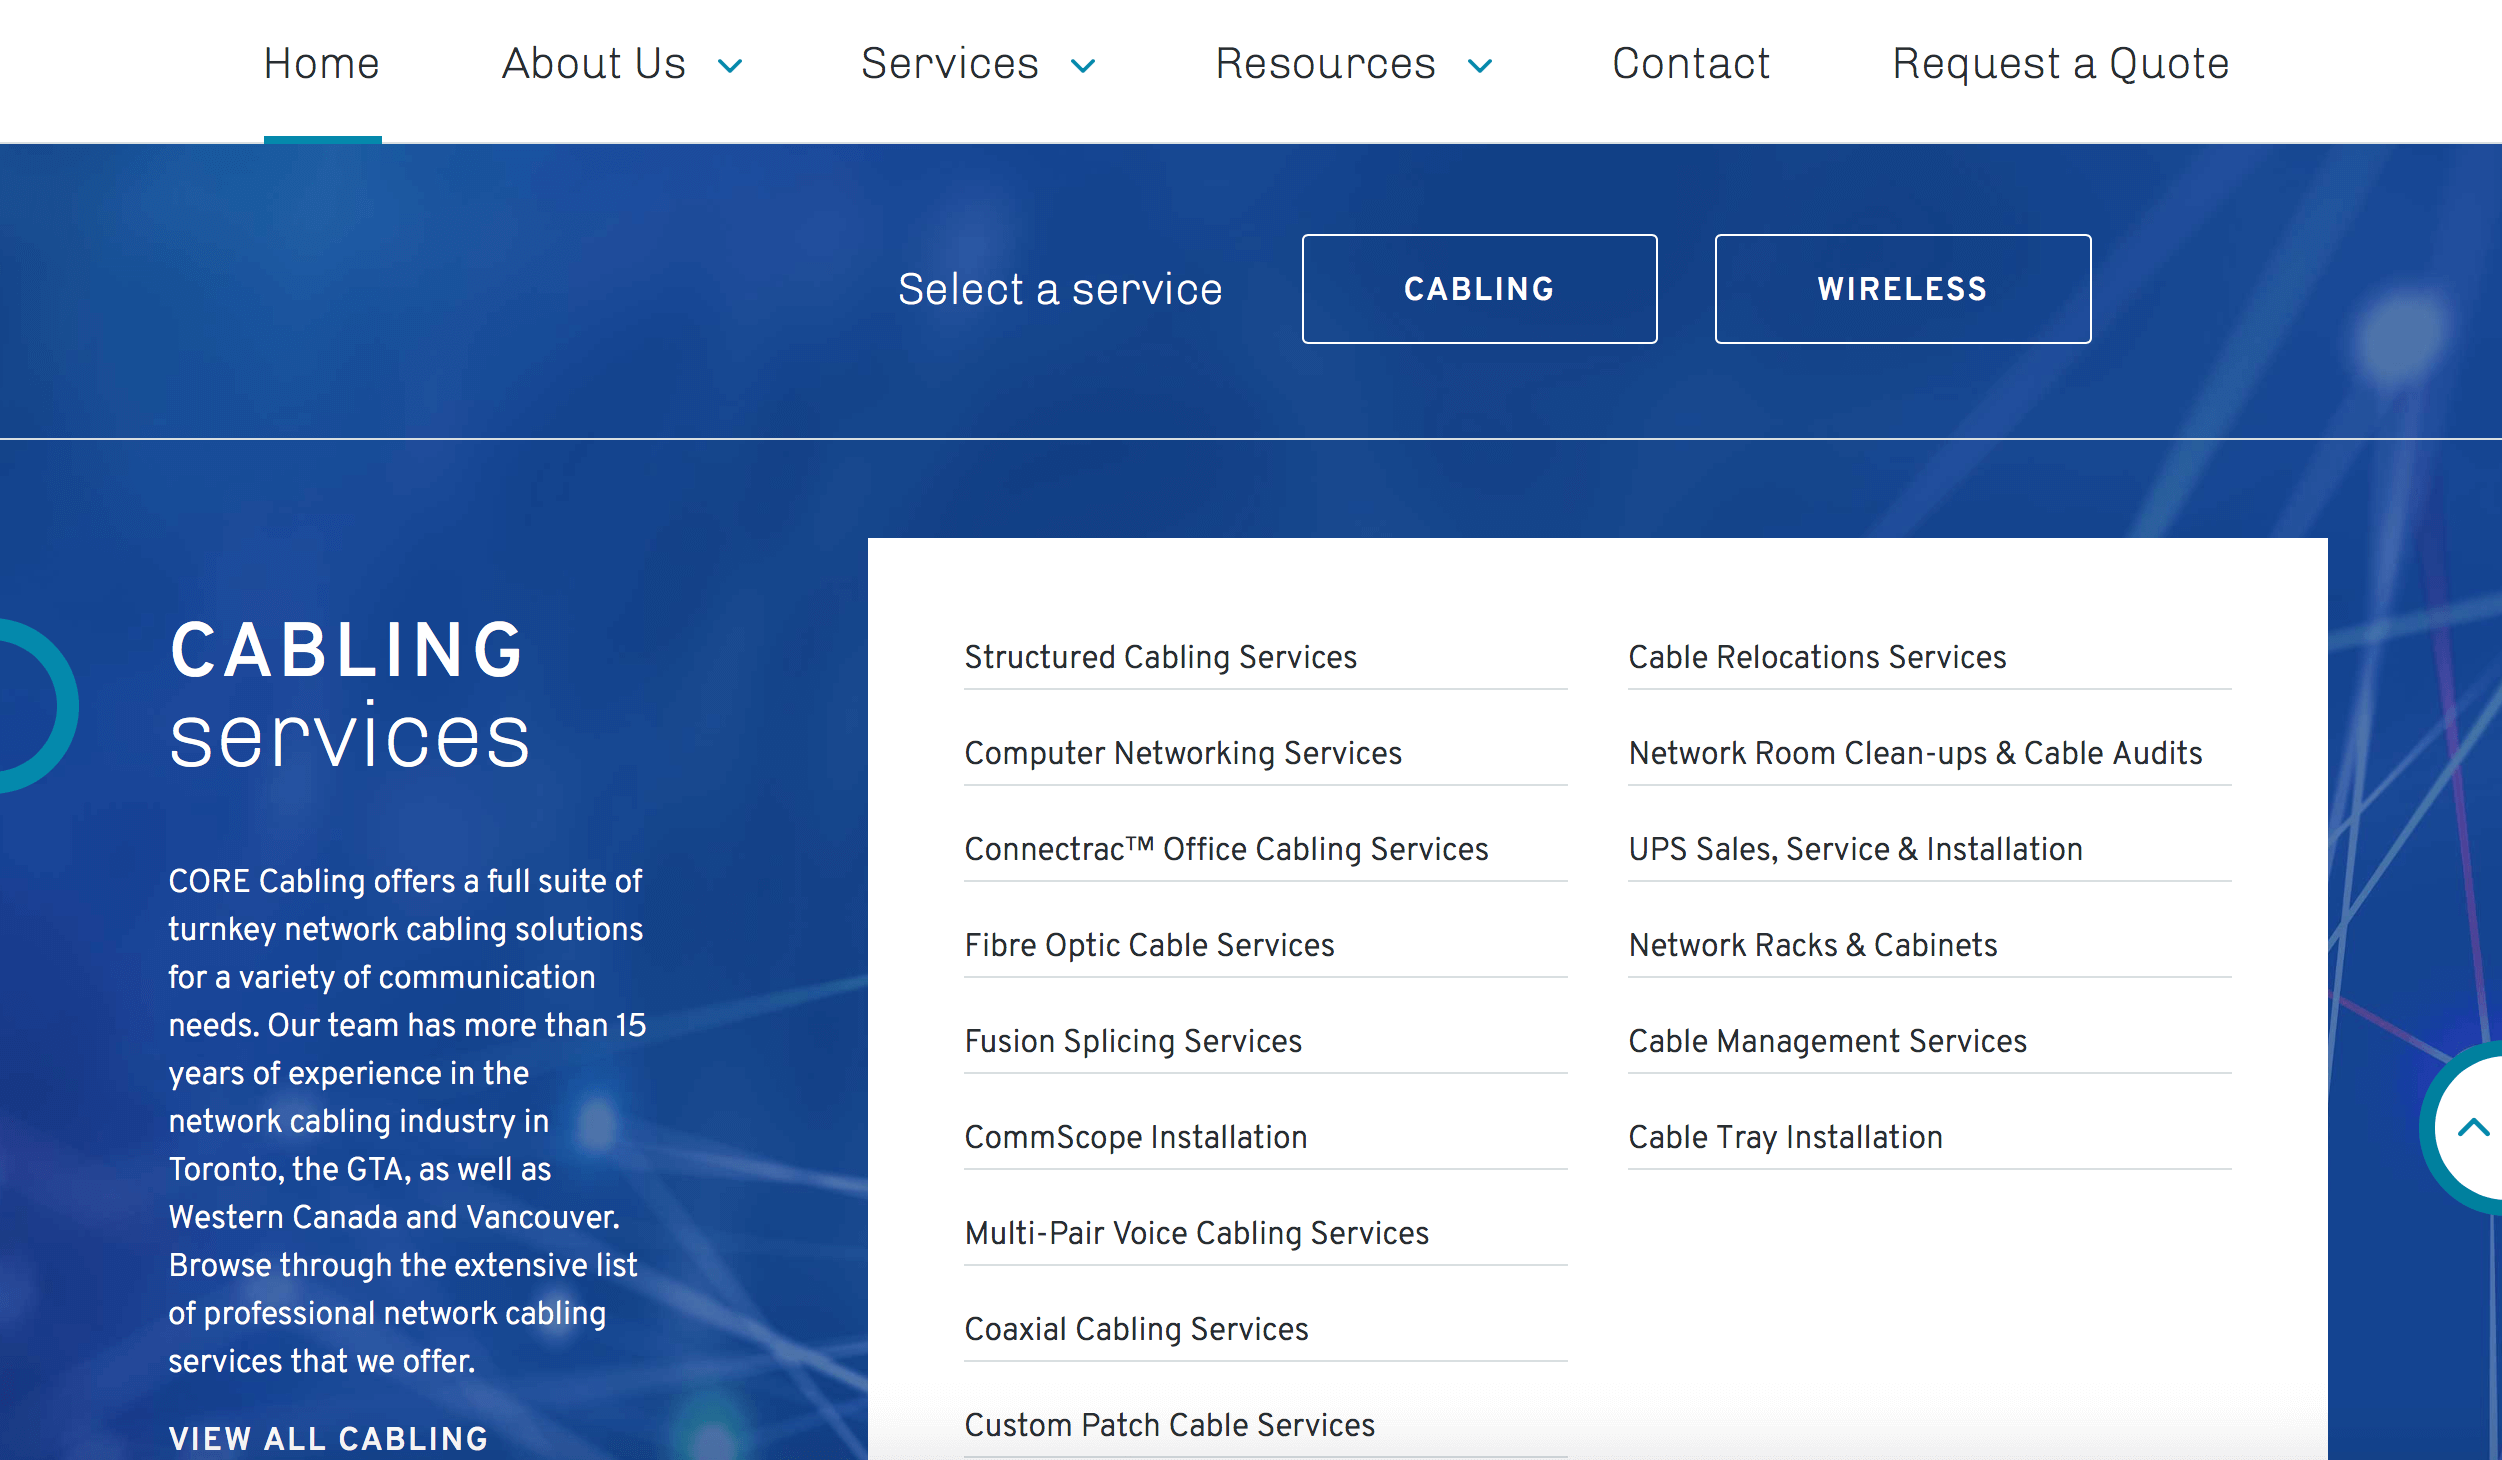 Home About Us Services Resources Contact Request a Quote
Select a service CABLING WIRELESS
CABLING
services
CORE Cabling offers a full suite of
turnkey network cabling solutions
for a variety of communication
needs. Our team has more than 15
years of experience in the
network cabling industry in
Toronto, the GTA, as well as
Western Canada and Vancouver.
Browse through the extensive list
of professional network cabling
services that we offer.
VIEW ALL CABLING
Structured Cabling Services
Computer Networking Services
Connectrac™ Office Cabling Services
Fibre Optic Cable Services
Fusion Splicing Services
CommScope Installation
Multi-Pair Voice Cabling Services
Coaxial Cabling Services
Custom Patch Cable Services
Cable Relocations Services
Network Room Clean-ups & Cable Audits
UPS Sales, Service & Installation
Network Racks & Cabinets
Cable Management Services
Cable Tray Installation